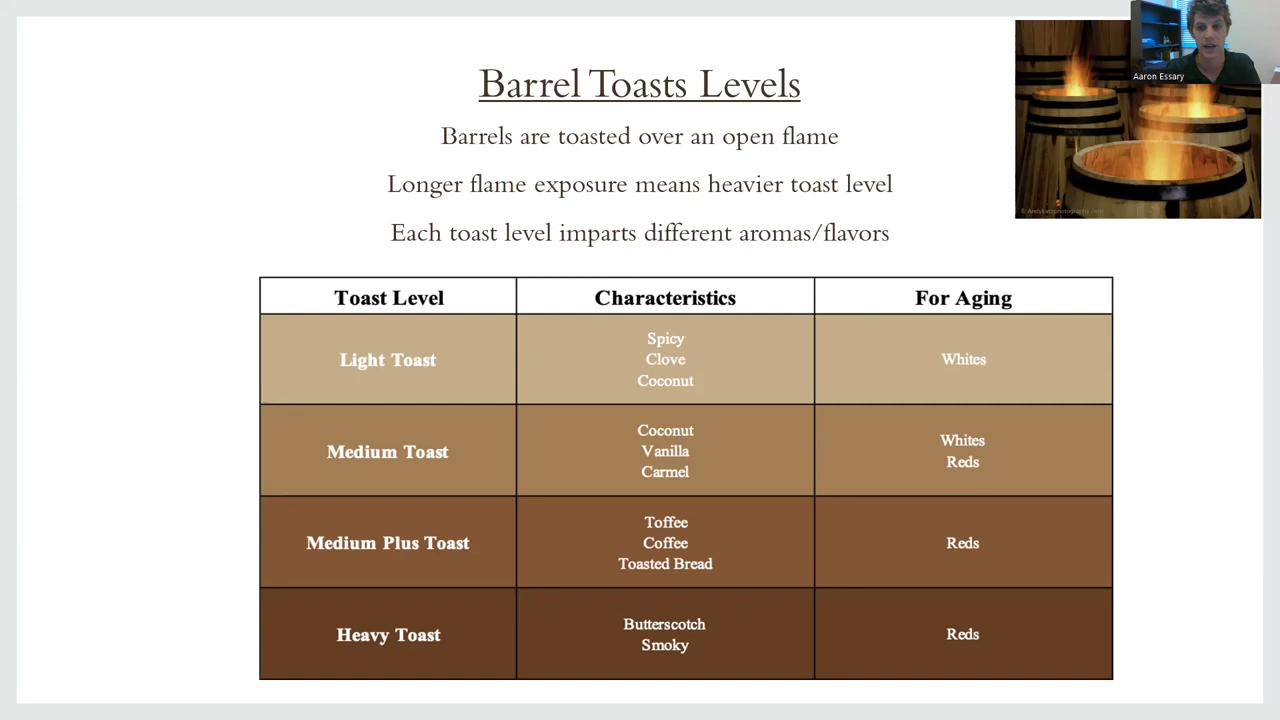 Barrel Toasts Levels
Barrels are toasted over an open flame
Longer flame exposure means heavier toast level
Each toast level imparts different aromas/flavors
Aaron Essary
Toast Level Characteristics For Aging
Light Toast
Spicy
Clove
Coconut
Whites
Medium Toast
Coconut
Vanilla
Carmel
Whites
Reds
Medium Plus Toast
Toffee
Coffee
Toasted Bread
Reds
Heavy Toast
Butterscotch
Smoky
Reds